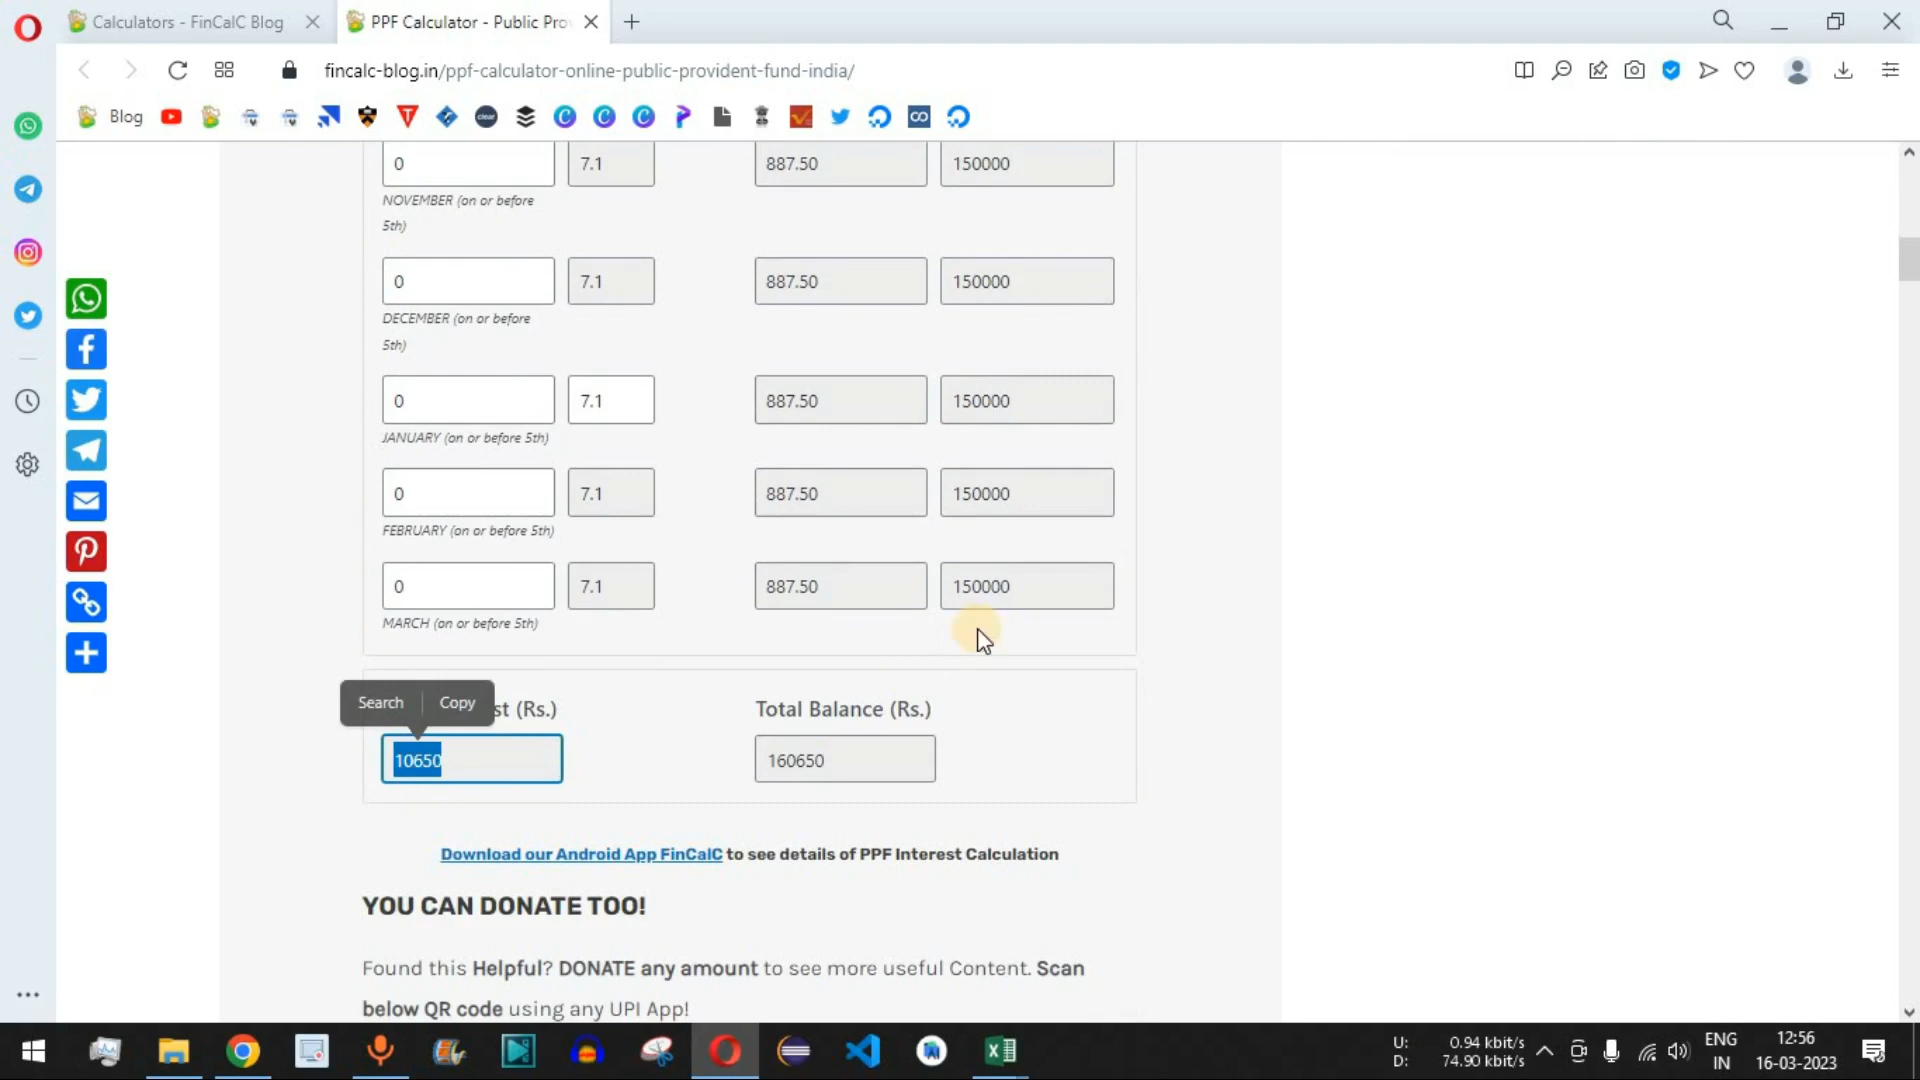 Calculators - FinCalC Blog
PPF Calculator - Public Pro
fincalc-blog.in/ppf-calculator-online-public-provident-fund-india/
Blog
0 7.1 887.50 150000
NOVEMBER (on or before
5th)
0 7.1 887.50 150000
DECEMBER (on or before
5th)
0 7.1 887.50 150000
JANUARY (on or before 5th)
0 7.1 887.50 150000
FEBRUARY (on or before 5th)
0 7.1 887.50 150000
MARCH (on or before 5th)
Search Copy
st (Rs.) Total Balance (Rs.)
10650 160650
Download our Android App FinCalC to see details of PPF Interest Calculation
YOU CAN DONATE TOO!
Found this Helpful? DONATE any amount to see more useful Content. Scan
below QR code using any UPI App!
U: 0.94 kbit/s
D: 74.90 kbit/s
ENG
IN
12:56
16-03-2023